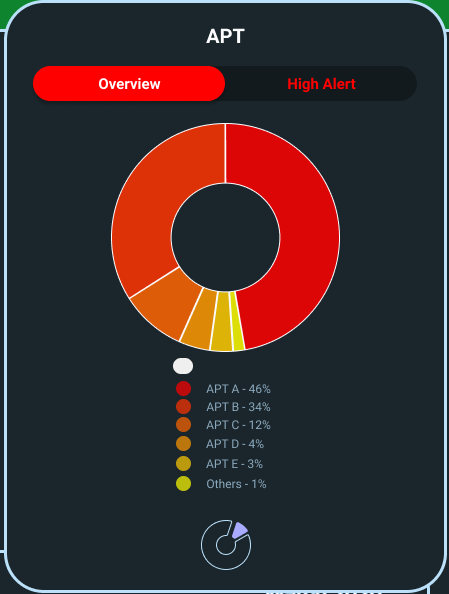 APT
Overview
High Alert
APT A - 46%
APT B - 34%
APT C - 12%
APT D - 4%
APT E - 3%
Others - 1%